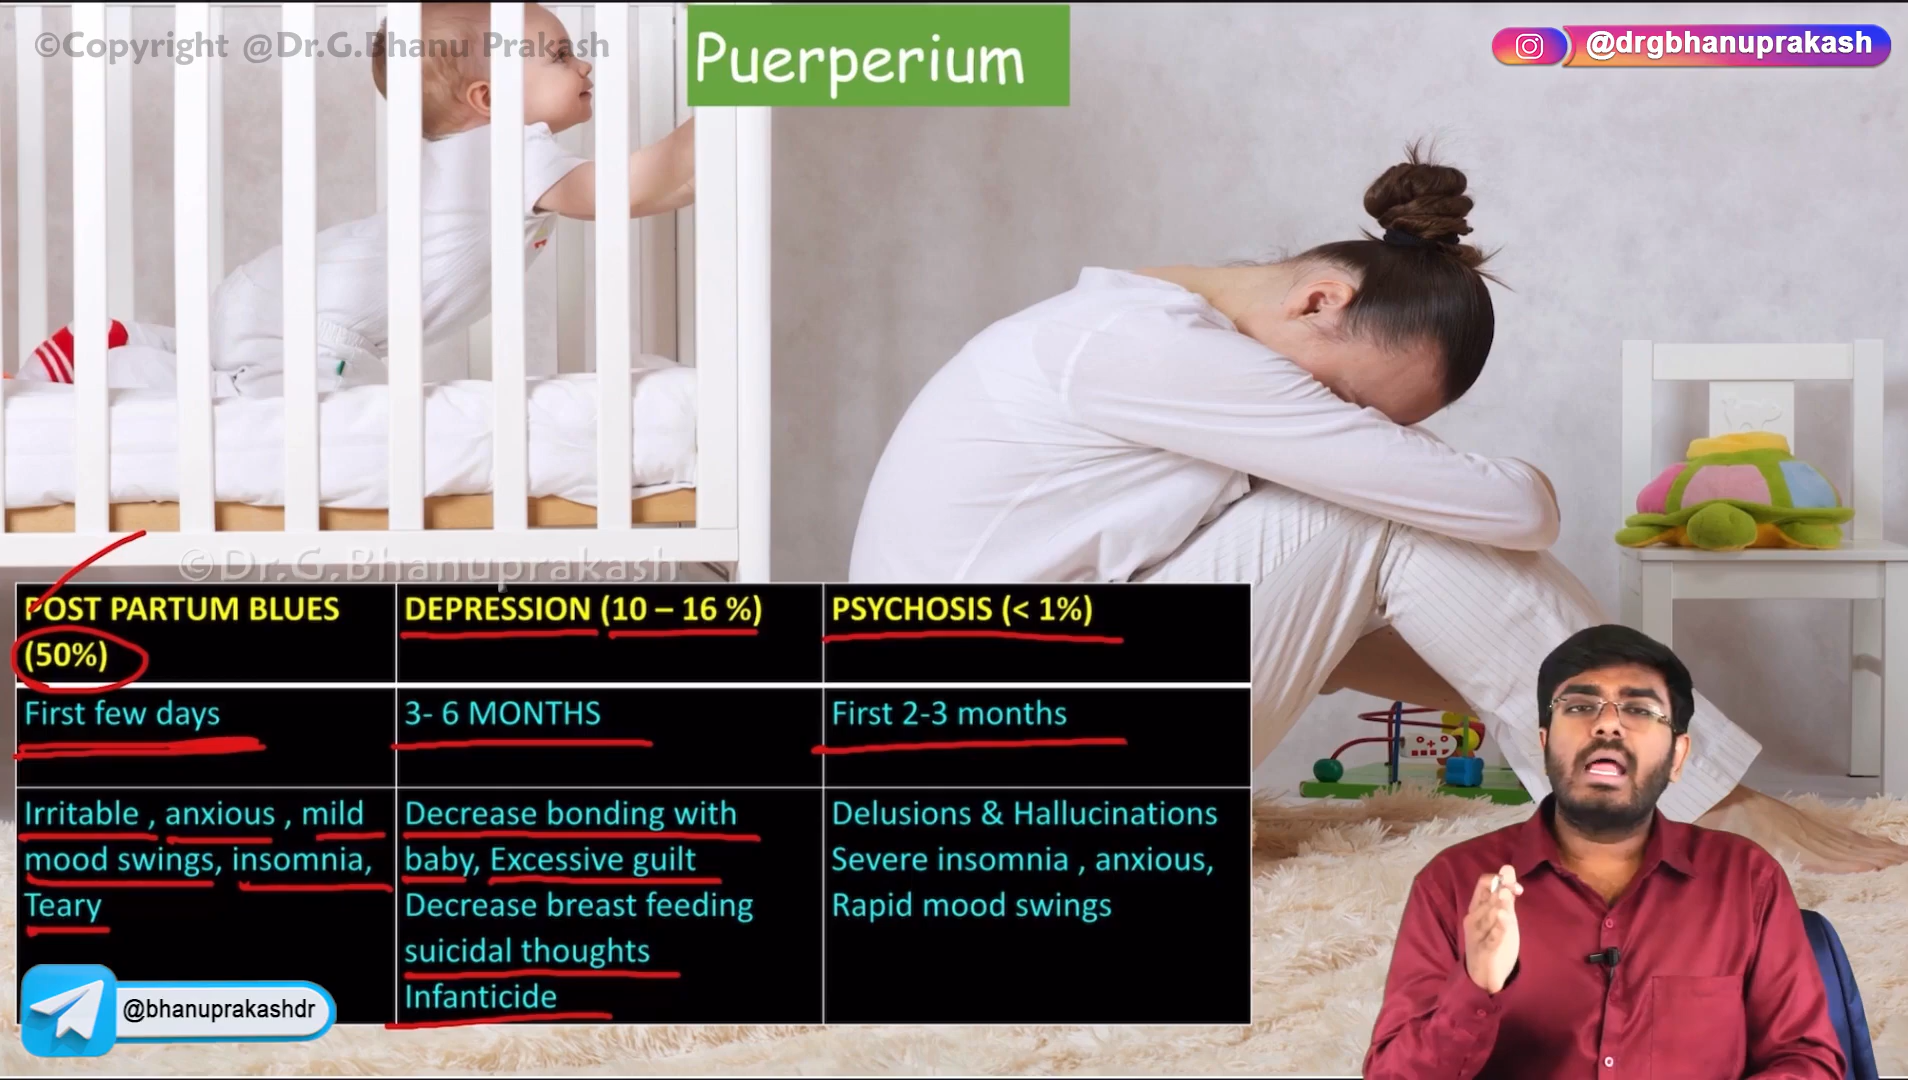 ©Copyright @Dr.G.Bhanu Prakash
Puerperium
@drgbhanuprakash
©Dr.G.Bhanuprakash
POST PARTUM BLUES
(50%)
DEPRESSION (10 – 16 %)
PSYCHOSIS (< 1%)
First few days
3- 6 MONTHS
First 2-3 months
Irritable , anxious , mild
mood swings, insomnia,
Teary
Decrease bonding with
baby, Excessive guilt
Decrease breast feeding
suicidal thoughts
Infanticide
Delusions & Hallucinations
Severe insomnia , anxious,
Rapid mood swings
@bhanuprakashdr